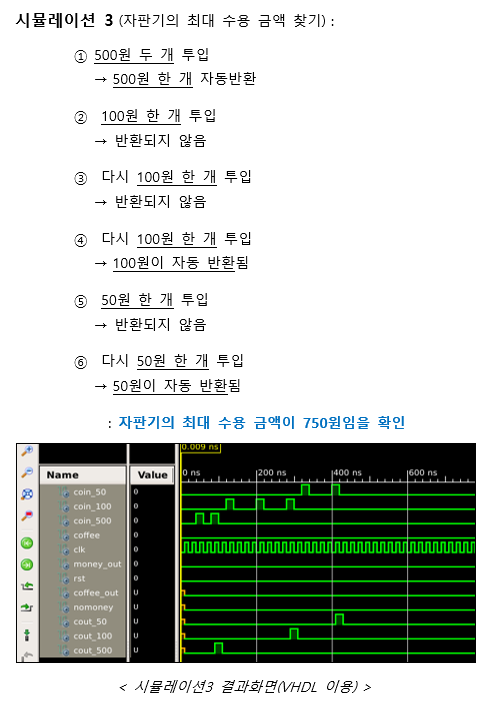 시뮬레이션 3 (자판기의 최대 수용 금액 찾기) :
① 500원 두 개 투입
→ 500원 한 개 자동반환
② 100원 한 개 투입
→ 반환되지 않음
③ 다시 100원 한 개 투입
→ 반환되지 않음
④ 다시 100원 한 개 투입
→ 100원이 자동 반환됨
⑤ 50원 한 개 투입
→ 반환되지 않음
⑥ 다시 50원 한 개 투입
→ 50원이 자동 반환됨
: 자판기의 최대 수용 금액이 750원임을 확인
0.009 ns
Name Value 0 ns 200 ns 400 ns 600 ns
coin_50 0
coin_100 0
coin_500 0
coffee 0
clk 0
money_out 0
rst 0
coffee_out U
nomoney U
cout_50 U
cout_100 U
cout_500 U
< 시뮬레이션3 결과화면(VHDL 이용) >